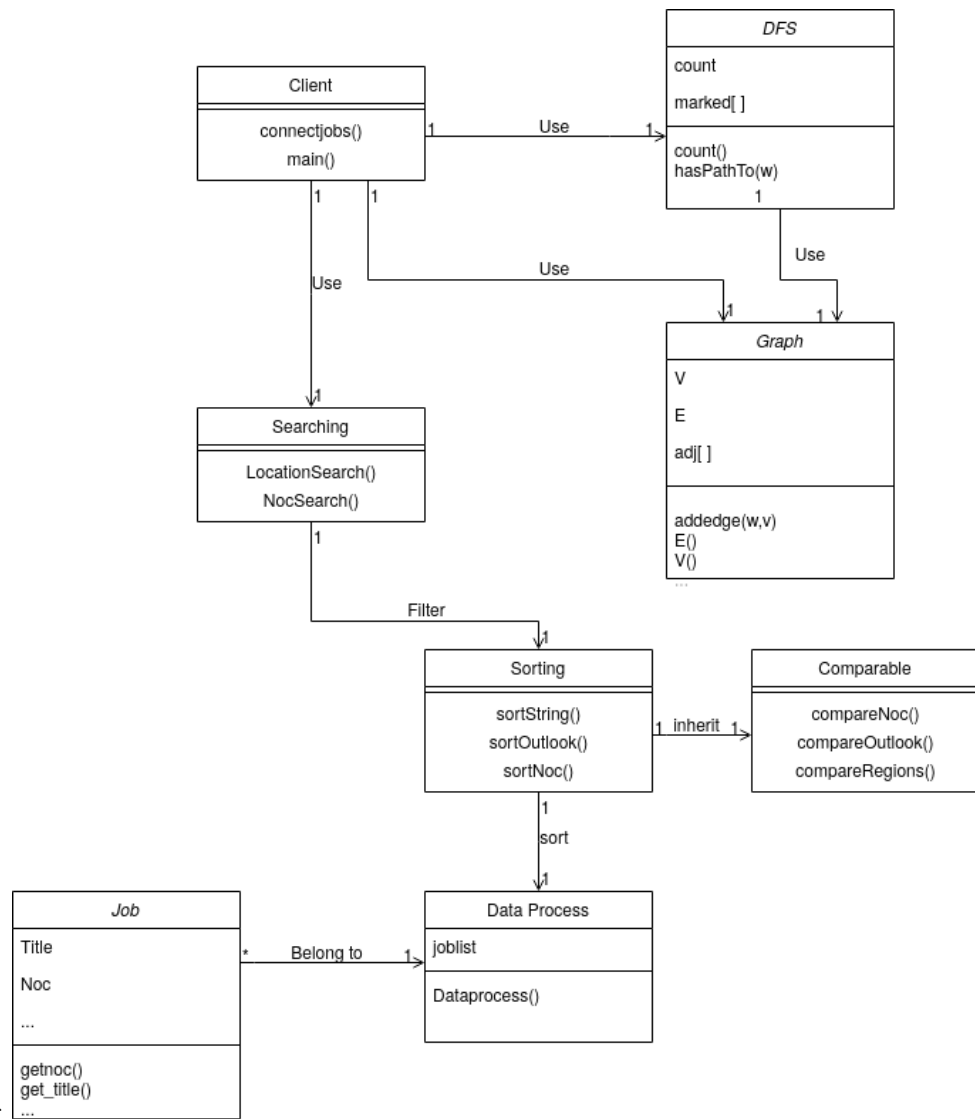 DFS
count
marked[ ]
count()
hasPathTo(w)
1
Client
connectjobs()
main()
1
Use
1
1
1
Use
Use
Use
1
1
1
Graph
V
E
adj[ ]
addedge(w,v)
E()
V()
...
Searching
LocationSearch()
NocSearch()
1
Filter
1
Sorting
sortString()
sortOutlook()
sortNoc()
1
inherit
1
Comparable
compareNoc()
compareOutlook()
compareRegions()
1
sort
1
Job
Title
Noc
...
getnoc()
get_title()
...
*
Belong to
1
Data Process
joblist
Dataprocess()